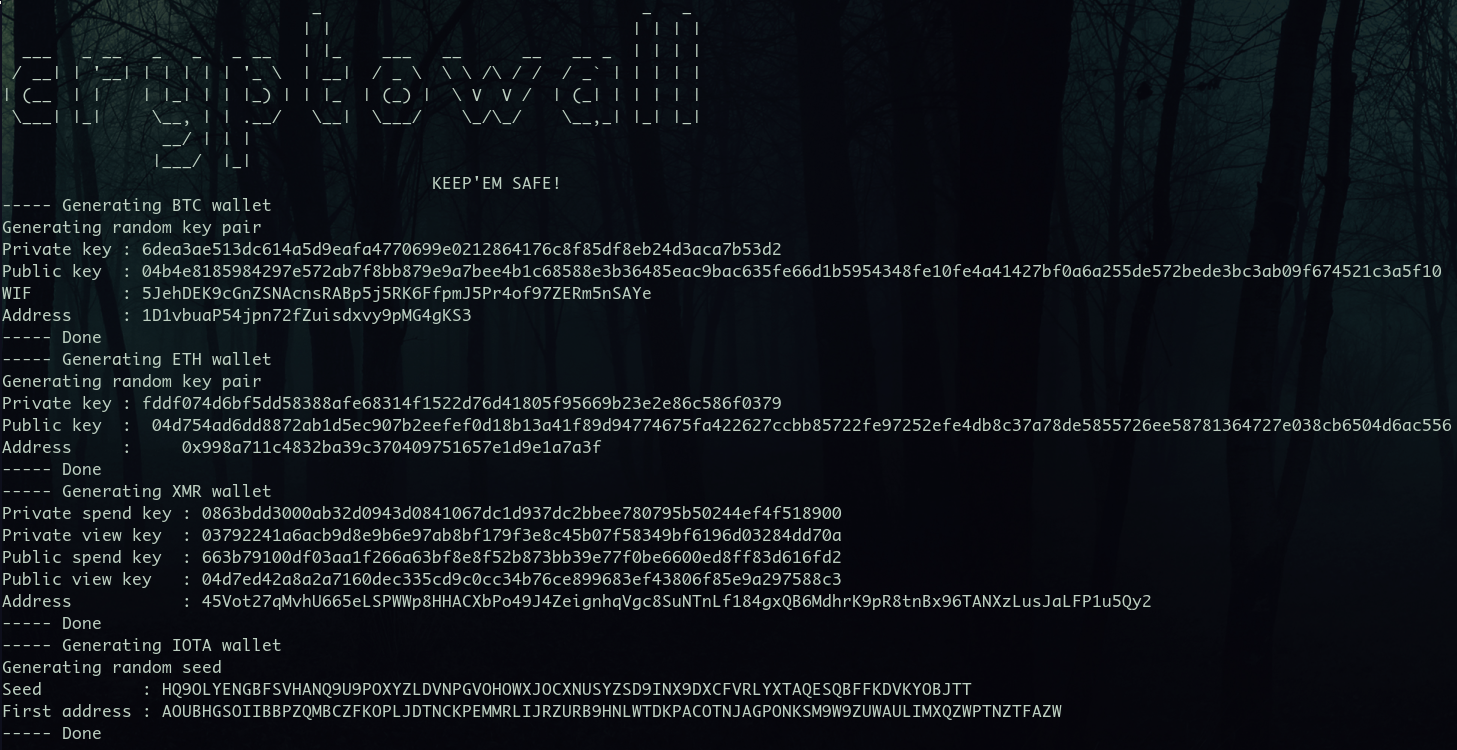 cryptowall
KEEP'EM SAFE!
----- Generating BTC wallet
Generating random key pair
Private key : 6dea3ae513dc614a5d9eafa4770699e0212864176c8f85df8eb24d3aca7b53d2
Public key  : 04b4e8185984297e572ab7f8bb879e9a7bee4b1c68588e3b36485eac9bac635fe66d1b5954348fe10fe4a41427bf0a6a255de572bede3bc3ab09f674521c3a5f10
WIF         : 5JehDEK9cGnZSNAcnsRABp5j5RK6FfpmJ5Pr4of97ZERm5nSAYe
Address     : 1D1vbuaP54jpn72fZuisdxvy9pMG4gKS3
----- Done
----- Generating ETH wallet
Generating random key pair
Private key : fddf074d6bf5dd58388afe68314f1522d76d41805f95669b23e2e86c586f0379
Public key  :  04d754ad6dd8872ab1d5ec907b2eefef0d18b13a41f89d94774675fa422627ccbb85722fe97252efe4db8c37a78de5855726ee58781364727e038cb6504d6ac556
Address     :     0x998a711c4832ba39c370409751657e1d9e1a7a3f
----- Done
----- Generating XMR wallet
Private spend key : 0863bdd3000ab32d0943d0841067dc1d937dc2bbee780795b50244ef4f518900
Private view key  : 03792241a6acb9d8e9b6e97ab8bf179f3e8c45b07f58349bf6196d03284dd70a
Public spend key  : 663b79100df03aa1f266a63bf8e8f52b873bb39e77f0be6600ed8ff83d616fd2
Public view key   : 04d7ed42a8a2a7160dec335cd9c0cc34b76ce899683ef43806f85e9a297588c3
Address           : 45Vot27qMvhU665eLSPWWp8HHACXbPo49J4ZeignhqVgc8SuNTnLf184gxQB6MdhrK9pR8tnBx96TANXzLusJaLFP1u5Qy2
----- Done
----- Generating IOTA wallet
Generating random seed
Seed          : HQ9OLYENGBFSVHANQ9U9POXYZLDVNPGVOHOWXJOCXNUSYZSD9INX9DXCFVRLYXTAQESQBFFKDVKYOBJTT
First address : AOUBHGSOIIBBPZQMBCZFKOPLJDTNCKPEMMRLIJRZURB9HNLWTDKPACOTNJAGPONKSM9W9ZUWAULIMXQZWPTNZTFAZW
----- Done